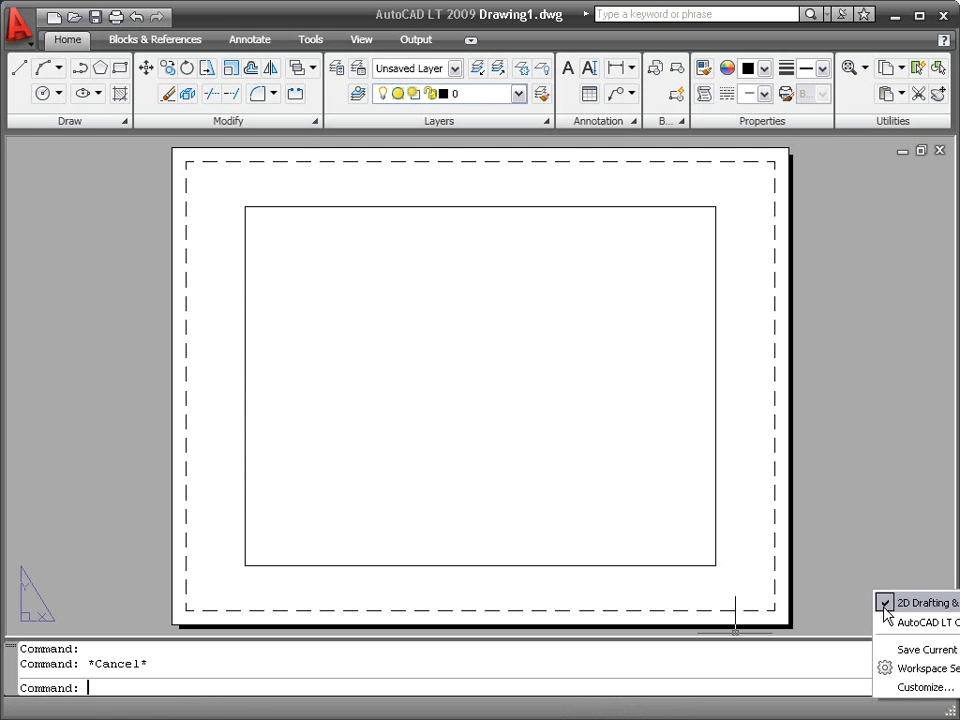 AutoCAD LT 2009 Drawing1.dwg
Type a keyword or phrase
Home
Blocks & References
Annotate
Tools
View
Output
Unsaved Layer
0
B...
Draw
Modify
Layers
Annotation
B...
Properties
Utilities
Y
X
2D Drafting &
AutoCAD LT C
Save Current
Workspace Se
Customize...
Command:
Command: *Cancel*
Command: